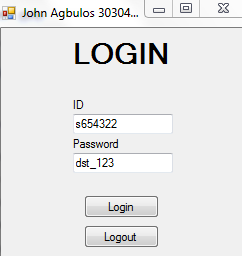 John Agbulos 30304...
LOGIN
ID
s654322
Password
dst_123
Login
Logout